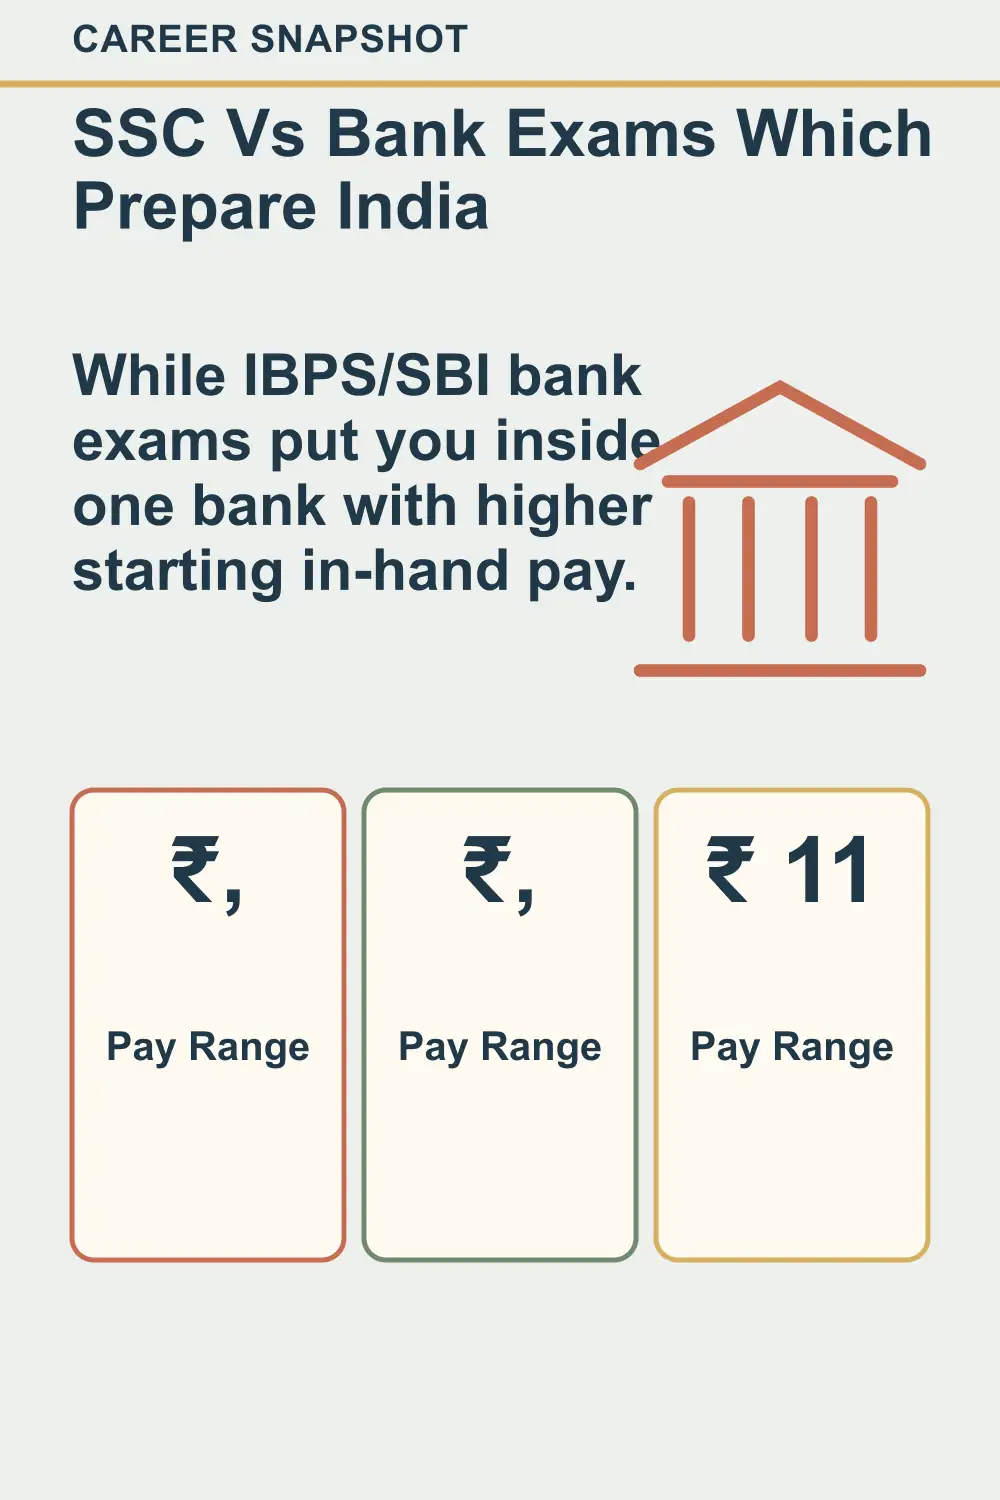 CAREER SNAPSHOT
SSC Vs Bank Exams Which
Prepare India
While IBPS/SBI bank
exams put you inside
one bank with higher
starting in-hand pay.
₹,
Pay Range
₹,
Pay Range
₹ 11
Pay Range